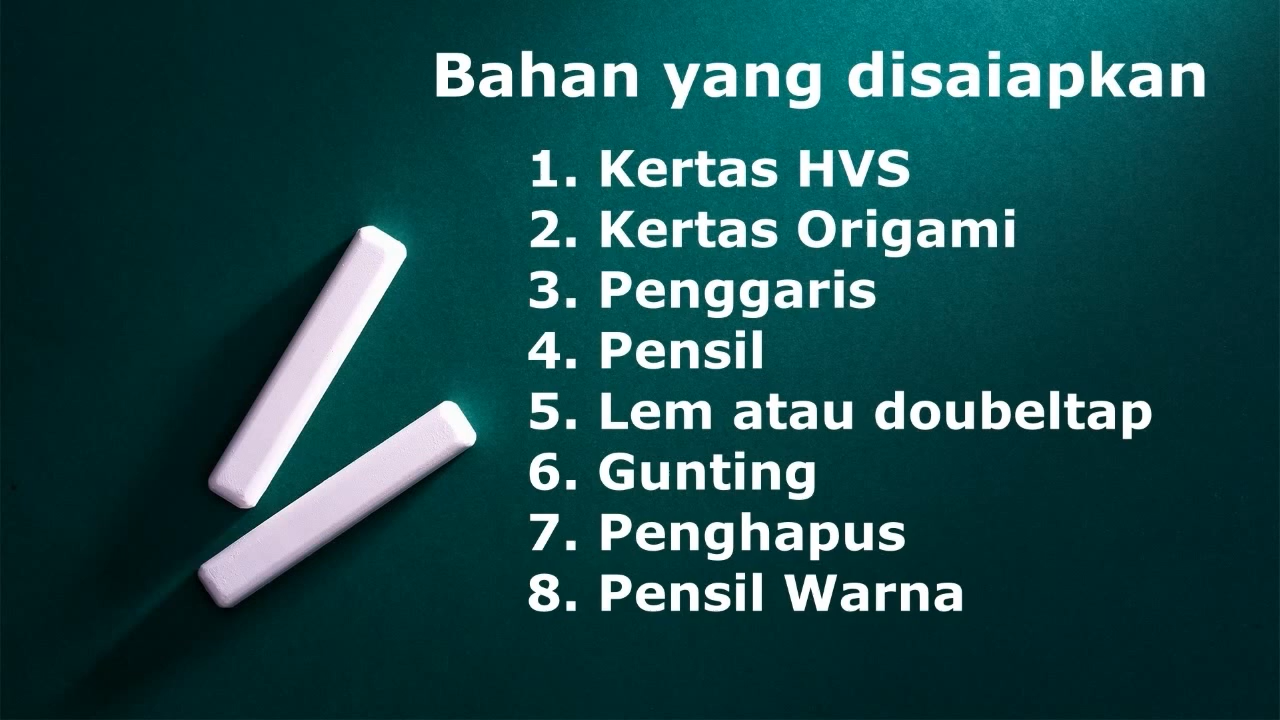 Bahan yang disaiapkan
1. Kertas HVS
2. Kertas Origami
3. Penggaris
4. Pensil
5. Lem atau doubeltap
6. Gunting
7. Penghapus
8. Pensil Warna